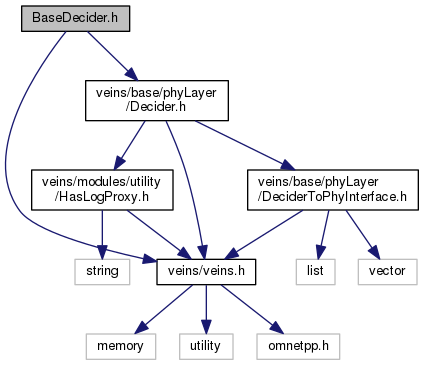 BaseDecider.h
veins/base/phyLayer
/Decider.h
veins/modules/utility
/HasLogProxy.h
veins/base/phyLayer
/DeciderToPhyInterface.h
string
veins/veins.h
list
vector
memory
utility
omnetpp.h